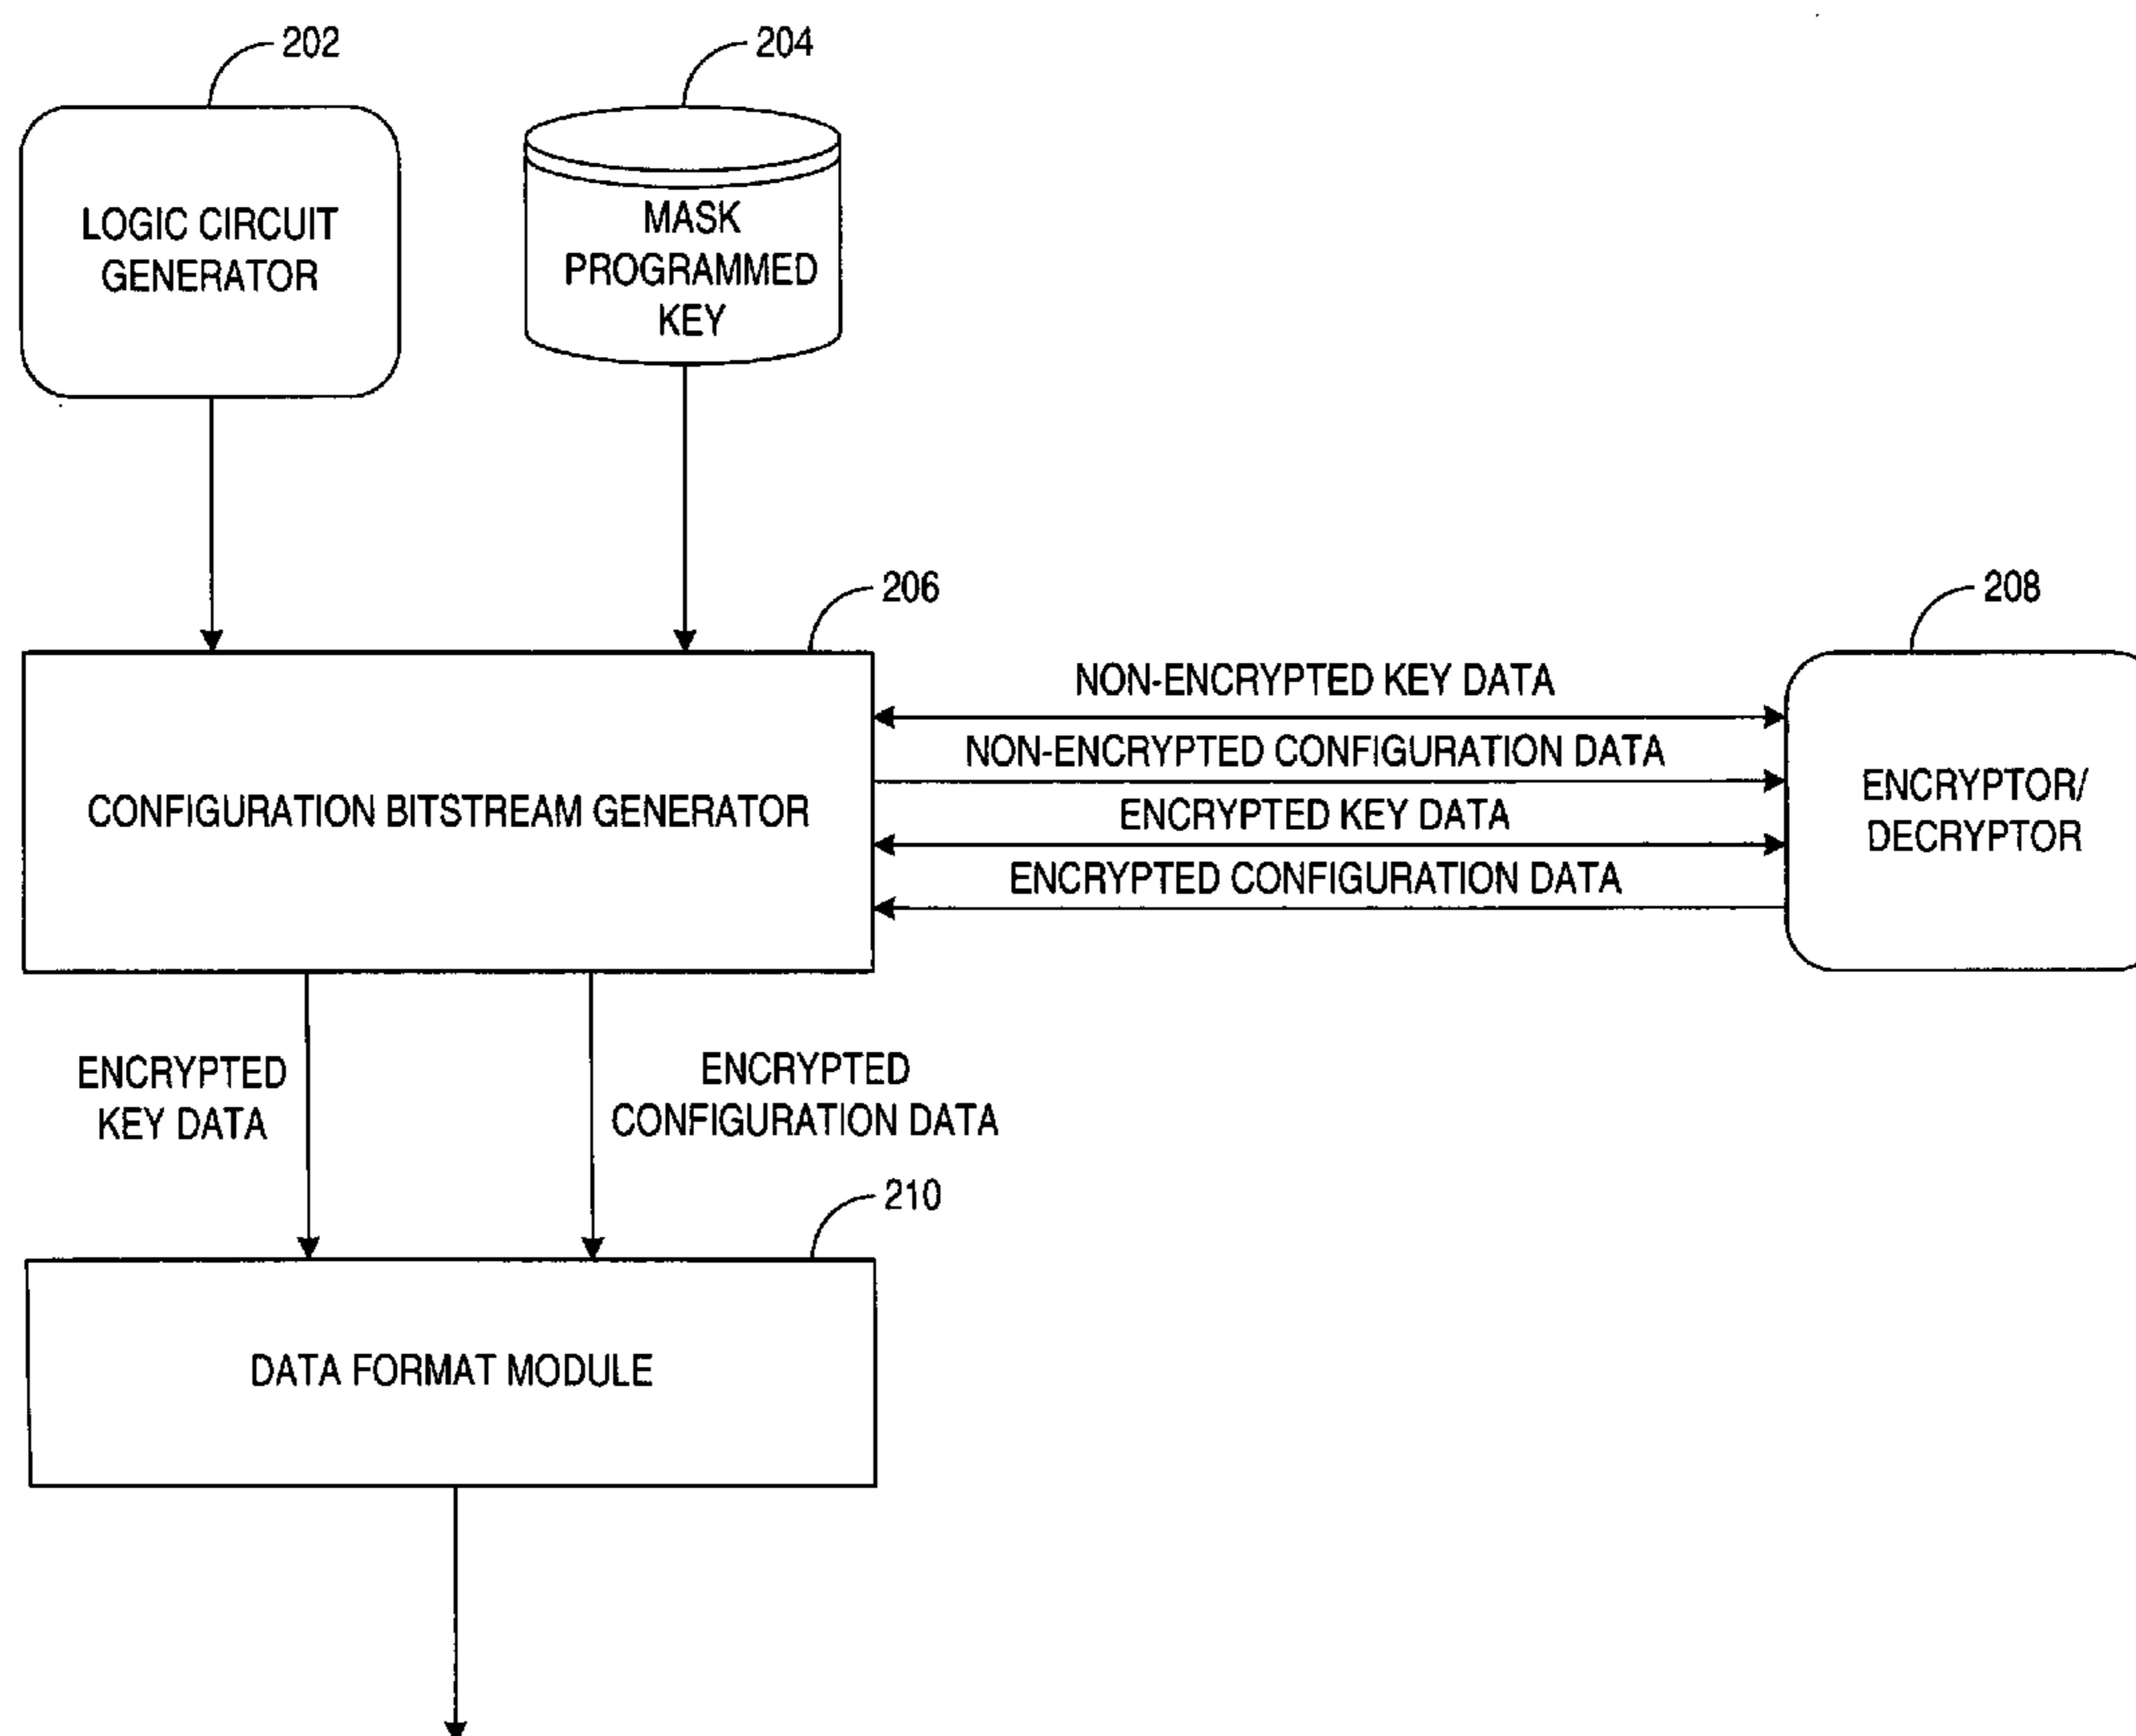 202
204
LOGIC CIRCUIT
GENERATOR
MASK
PROGRAMMED
KEY
206
208
NON-ENCRYPTED KEY DATA
NON-ENCRYPTED CONFIGURATION DATA
CONFIGURATION BITSTREAM GENERATOR
ENCRYPTED KEY DATA
ENCRYPTED CONFIGURATION DATA
ENCRYPTOR/
DECRYPTOR
ENCRYPTED
KEY DATA
ENCRYPTED
CONFIGURATION DATA
210
DATA FORMAT MODULE